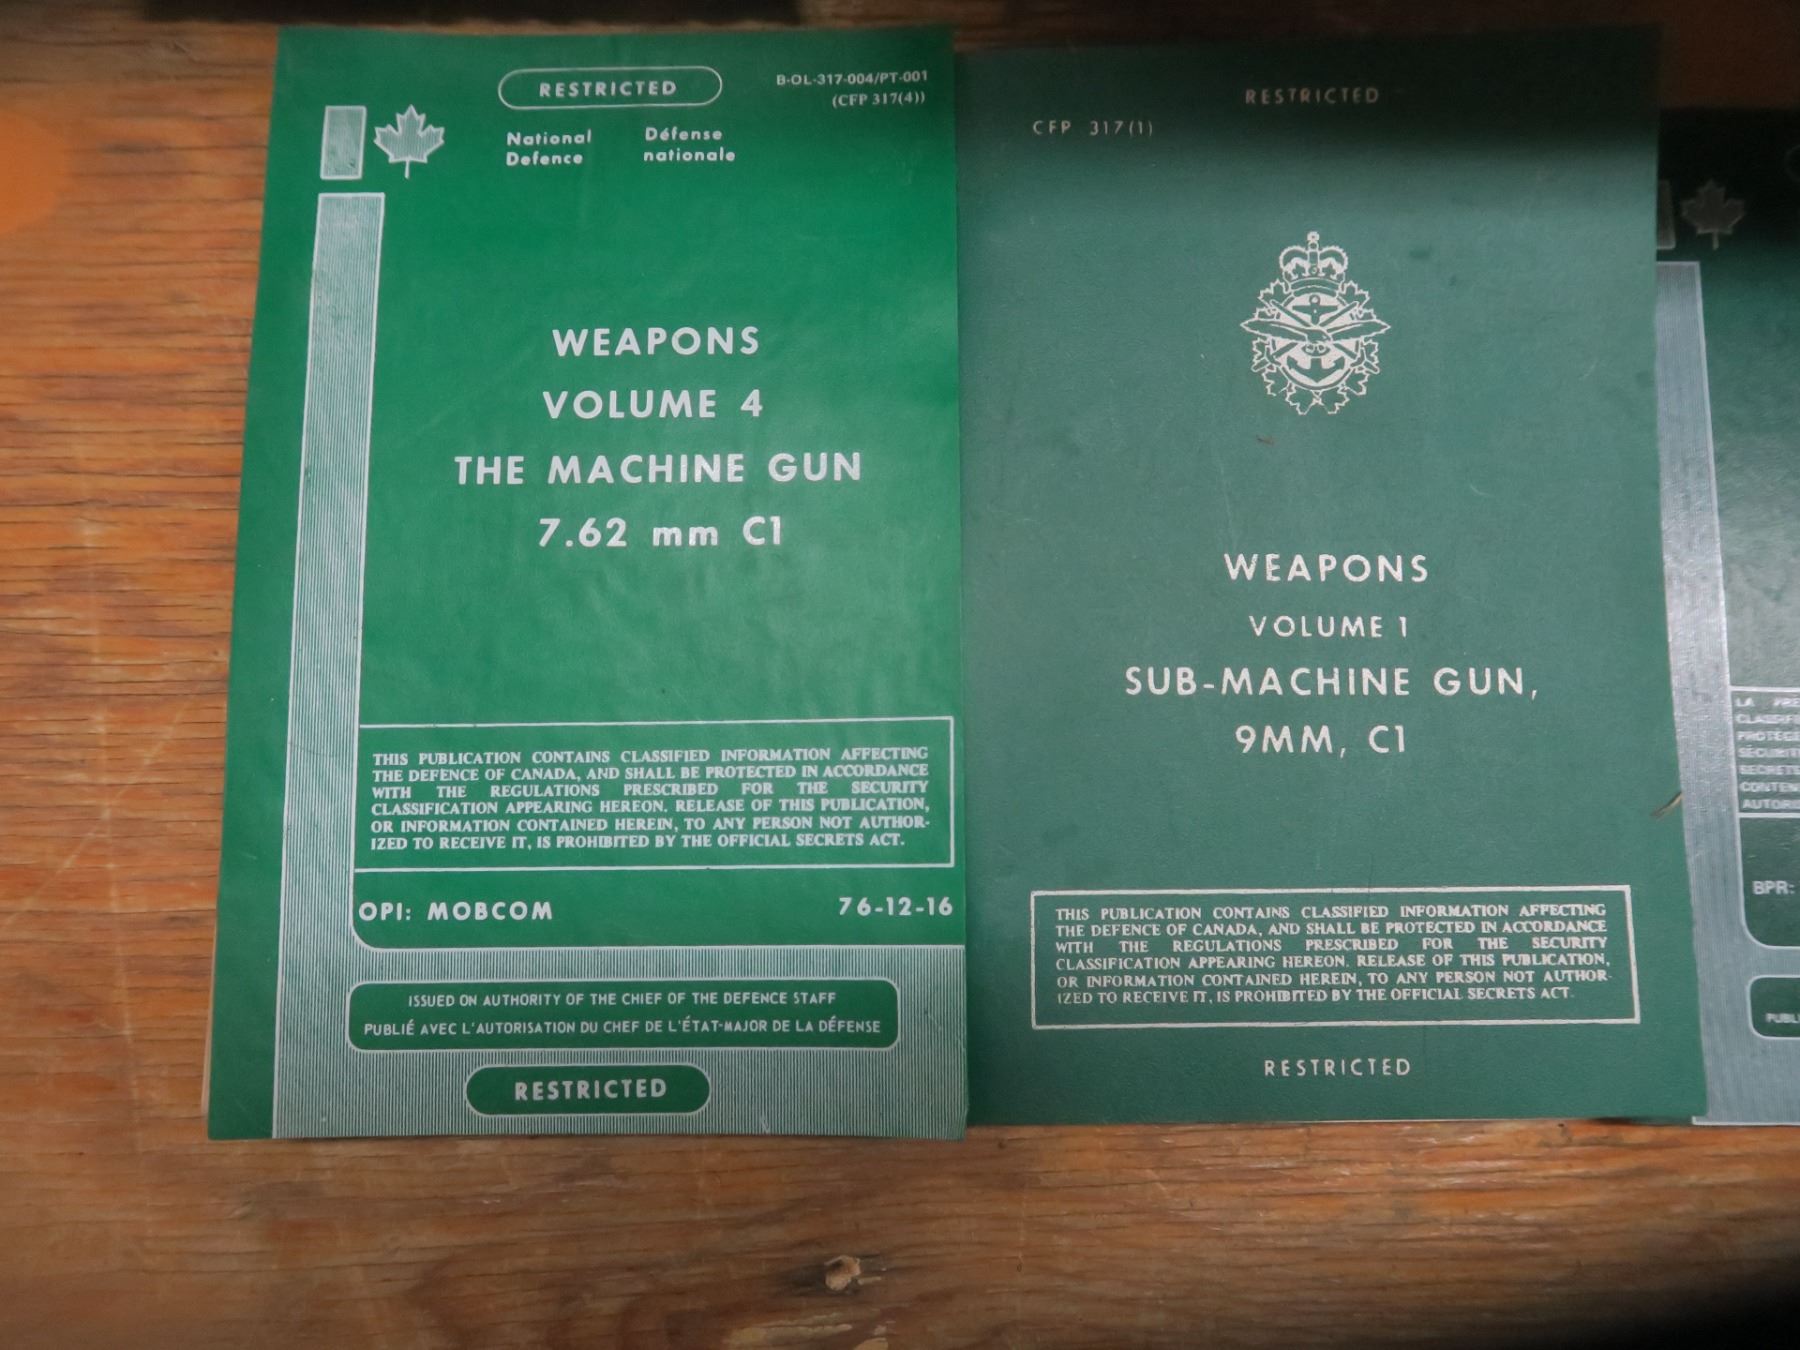 RESTRICTED
B-OL-317-004/PT-001
(CFP 317(4))
National
Defence
Défense
nationale
WEAPONS
VOLUME 4
THE MACHINE GUN
7.62 mm C1
THIS PUBLICATION CONTAINS CLASSIFIED INFORMATION AFFECTING
THE DEFENCE OF CANADA, AND SHALL BE PROTECTED IN ACCORDANCE
WITH THE REGULATIONS PRESCRIBED FOR THE SECURITY
CLASSIFICATION APPEARING HEREON. RELEASE OF THIS PUBLICATION,
OR INFORMATION CONTAINED HEREIN, TO ANY PERSON NOT AUTHOR-
IZED TO RECEIVE IT, IS PROHIBITED BY THE OFFICIAL SECRETS ACT.
OPI: MOBCOM
76-12-16
ISSUED ON AUTHORITY OF THE CHIEF OF THE DEFENCE STAFF
PUBLIÉ AVEC L'AUTORISATION DU CHEF DE L'ÉTAT-MAJOR DE LA DÉFENSE
RESTRICTED
RESTRICTED
CFP 317(1)
WEAPONS
VOLUME 1
SUB-MACHINE GUN,
9MM, C1
THIS PUBLICATION CONTAINS CLASSIFIED INFORMATION AFFECTING
THE DEFENCE OF CANADA, AND SHALL BE PROTECTED IN ACCORDANCE
WITH THE REGULATIONS PRESCRIBED FOR THE SECURITY
CLASSIFICATION APPEARING HEREON. RELEASE OF THIS PUBLICATION,
OR INFORMATION CONTAINED HEREIN, TO ANY PERSON NOT AUTHOR-
IZED TO RECEIVE IT, IS PROHIBITED BY THE OFFICIAL SECRETS ACT.
RESTRICTED
LA
BPR: